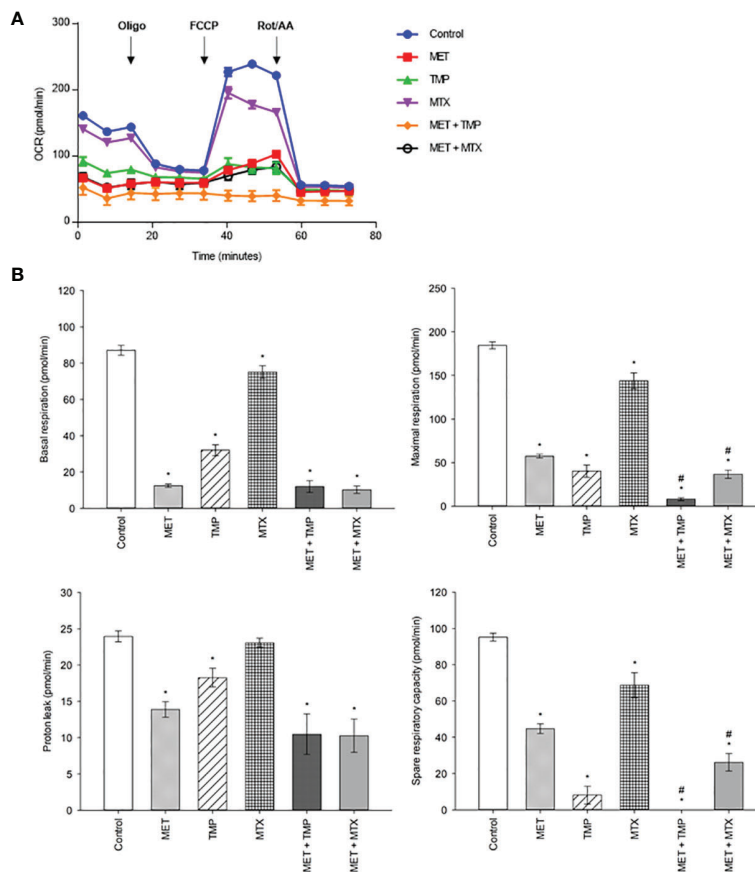 A
Oligo FCCP Rot/AA
OCR (pmol/min)
300
200
100
0
0 20 40 60 80
Time (minutes)
Control
MET
TMP
MTX
MET + TMP
MET + MTX
B
Basal respiration (pmol/min)
120
100
80
60
40
20
0
* * * * *
Control MET TMP MTX MET + TMP MET + MTX
Maximal respiration (pmol/min)
250
200
150
100
50
0
* * * # * # *
Control MET TMP MTX MET + TMP MET + MTX
Proton leak (pmol/min)
30
25
20
15
10
5
0
* * * *
Control MET TMP MTX MET + TMP MET + MTX
Spare respiratory capacity (pmol/min)
120
100
80
60
40
21
0
* * * # * # *
Control MET TMP MTX MET + TMP MET + MTX